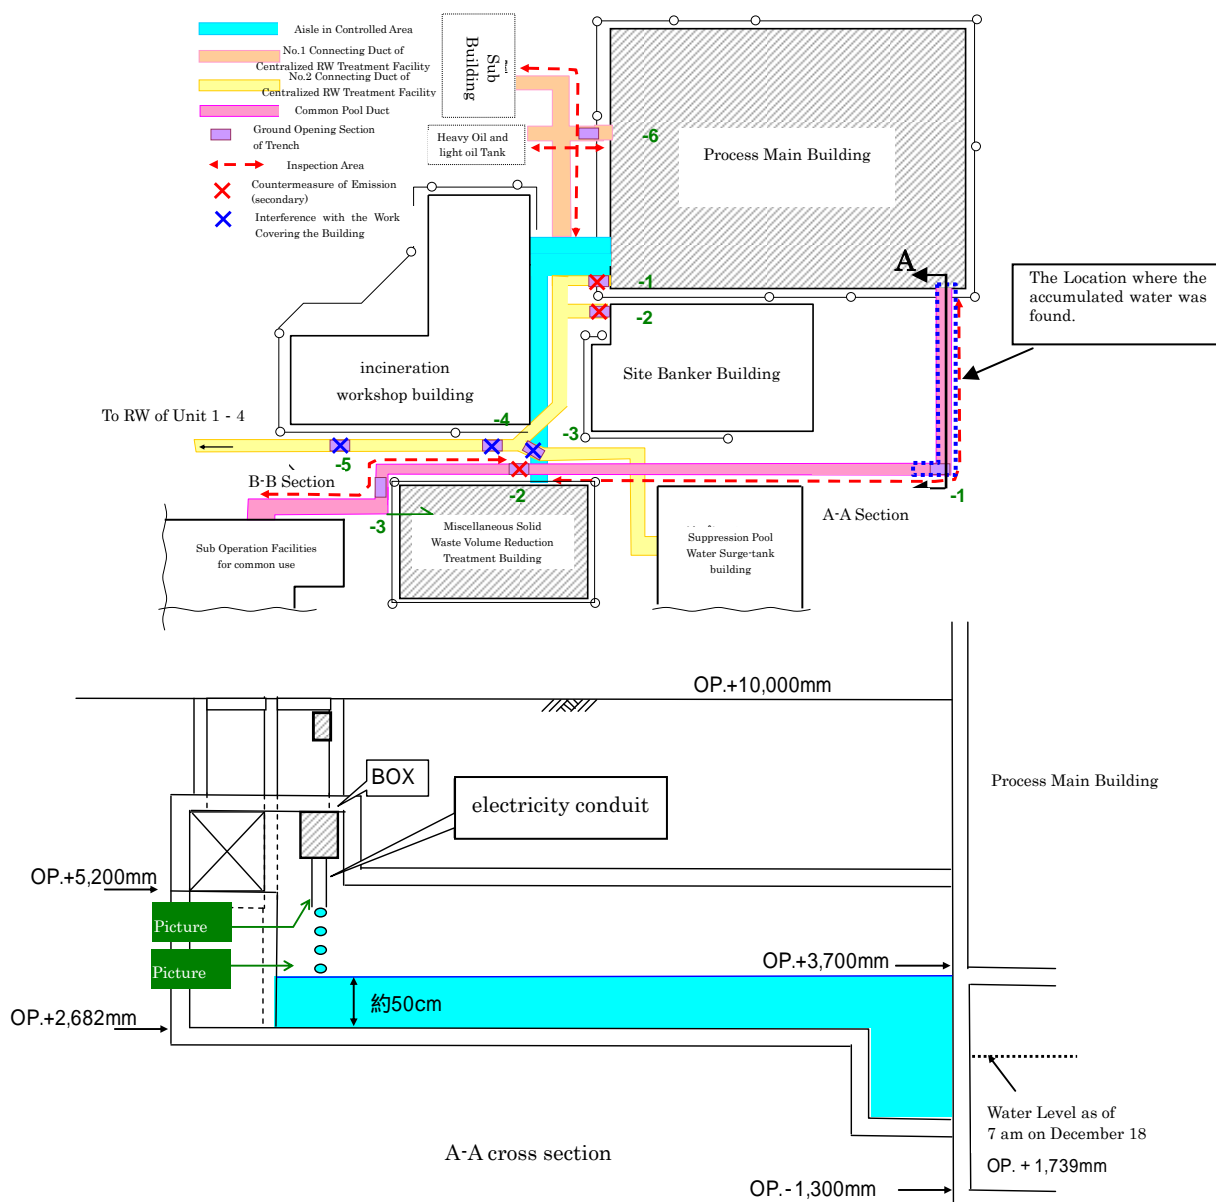 Aisle in Controlled Area
No.1 Connecting Duct of
Centralized RW Treatment Facility
No.2 Connecting Duct of
Centralized RW Treatment Facility
Common Pool Duct
Ground Opening Section
of Trench
Inspection Area
Countermeasure of Emission
(secondary)
Interference with the Work
Covering the Building
Sub
Building
Heavy Oil and
light oil Tank
-6
Process Main Building
A
The Location where the
accumulated water was
found.
-1
-2
Site Banker Building
incineration
workshop building
To RW of Unit 1 - 4
-4
-3
-5
B-B Section
-2
-1
-3
A-A Section
Sub Operation Facilities
for common use
Miscellaneous Solid
Waste Volume Reduction
Treatment Building
Suppression Pool
Water Surge-tank
building
OP.+10,000mm
BOX
electricity conduit
Process Main Building
OP.+5,200mm
Picture
Picture
OP.+3,700mm
約50cm
OP.+2,682mm
Water Level as of
7 am on December 18
OP. + 1,739mm
A-A cross section
OP.- 1,300mm